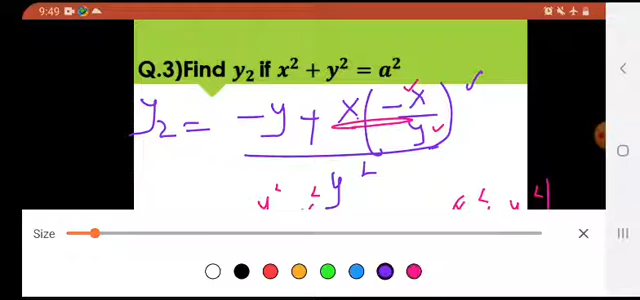 9:49
Q.3)Find y₂ if x² + y² = a²
y₂ = (-y + x(-x/y)) / y²
Size